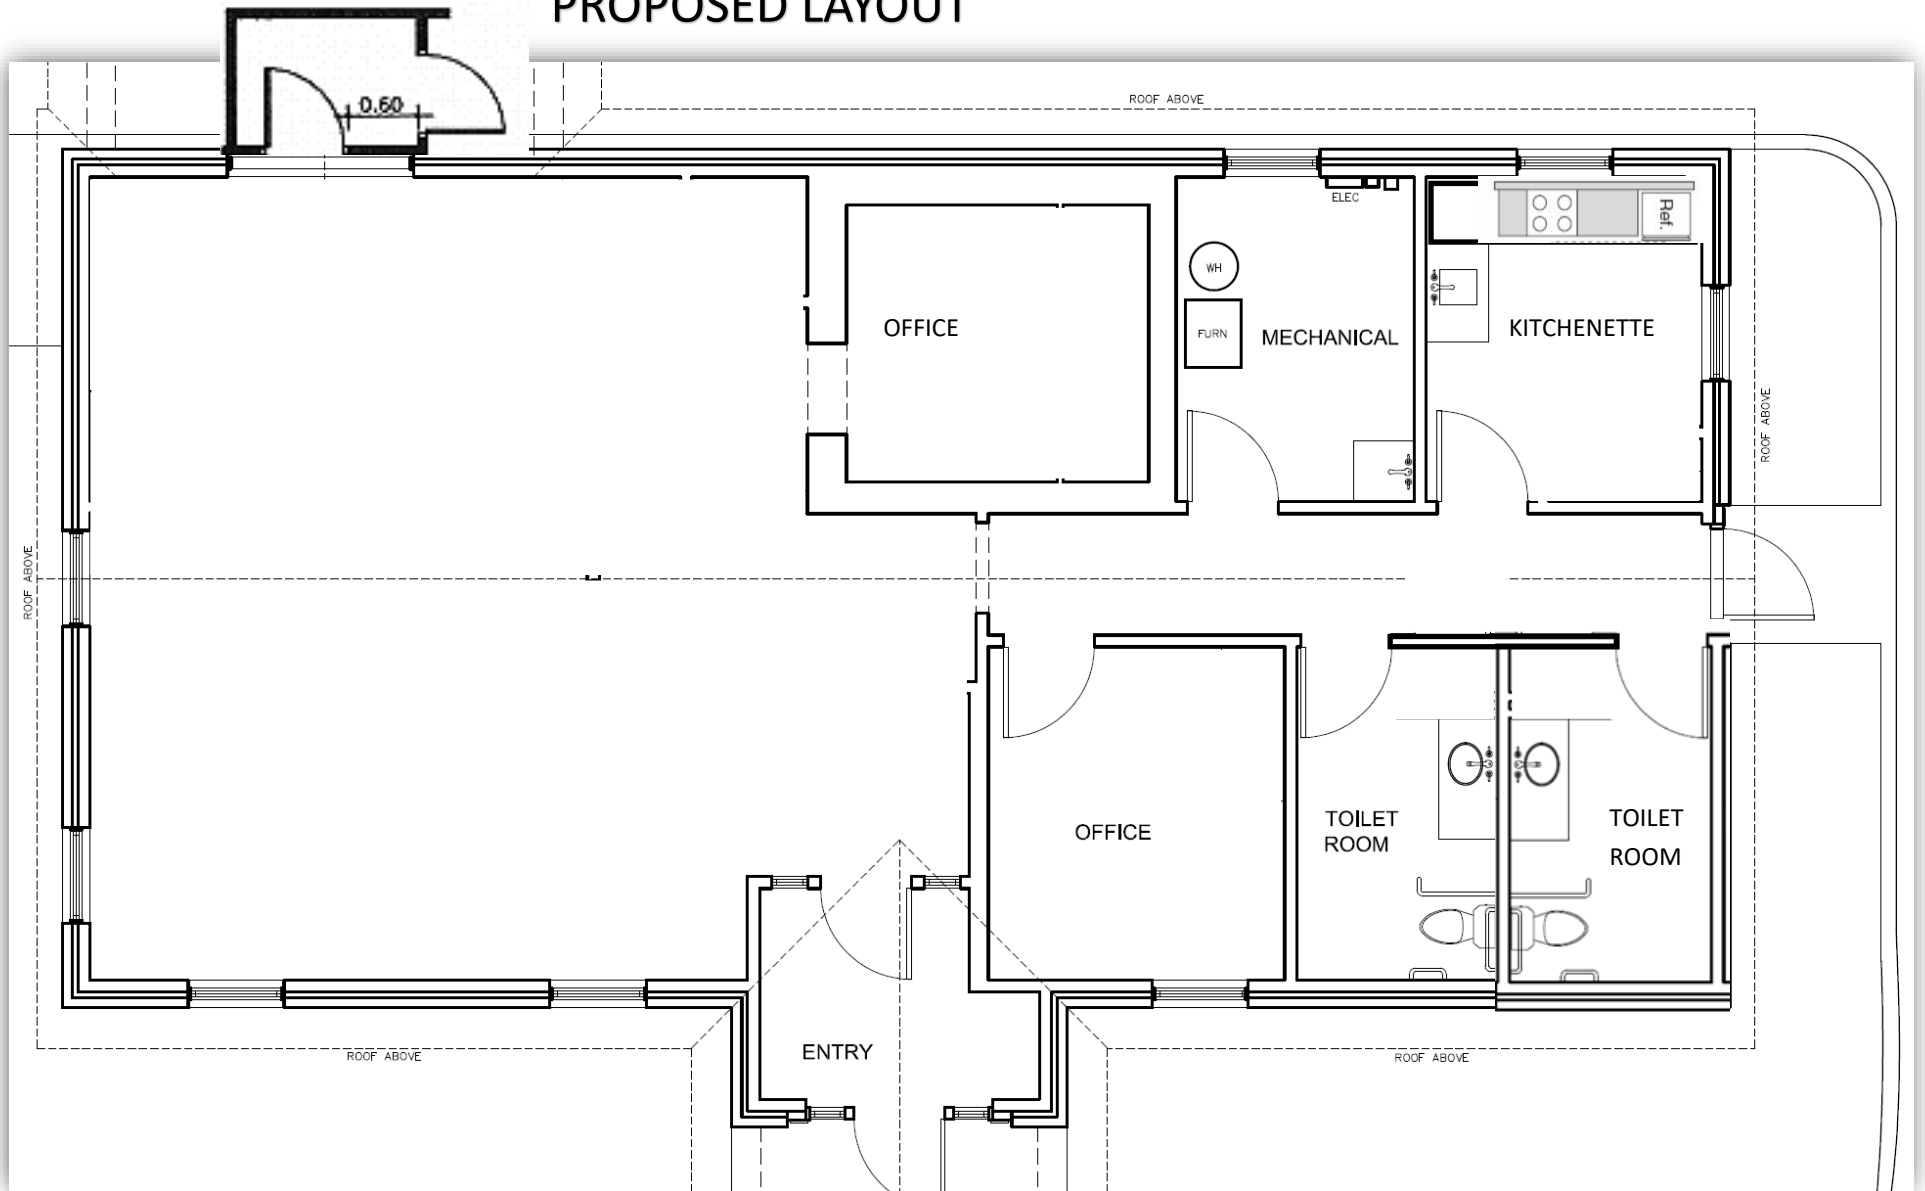 PROPOSED LAYOUT
0.60
ROOF ABOVE
ELEC
Ref.
WH
FURN
OFFICE
MECHANICAL
KITCHENETTE
ROOF ABOVE
ROOF ABOVE
OFFICE
TOILET
ROOM
TOILET
ROOM
ENTRY
ROOF ABOVE
ROOF ABOVE